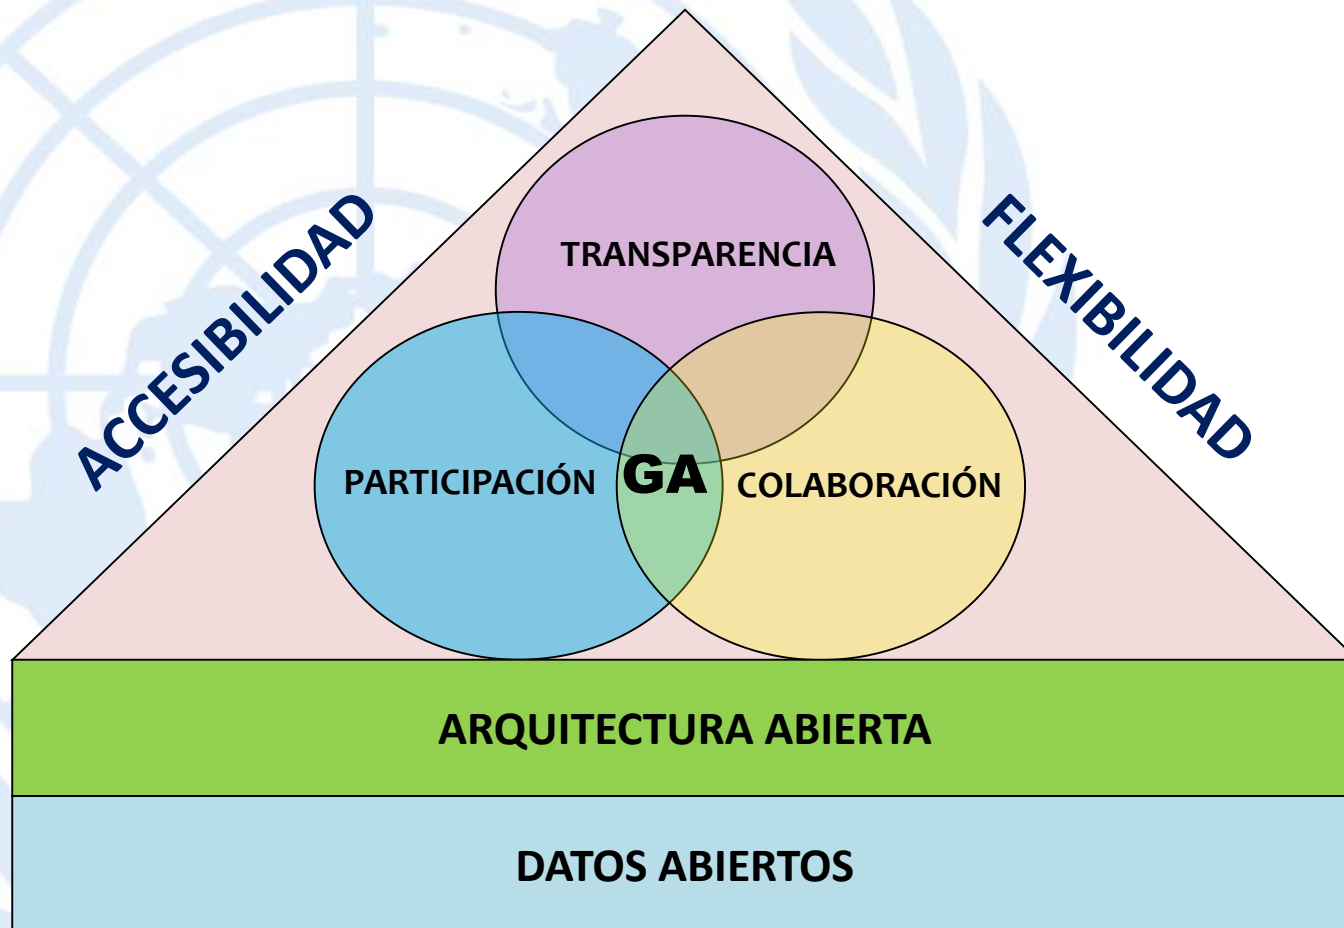 ACCESIBILIDAD
FLEXIBILIDAD
TRANSPARENCIA
PARTICIPACIÓN
GA
COLABORACIÓN
ARQUITECTURA ABIERTA
DATOS ABIERTOS